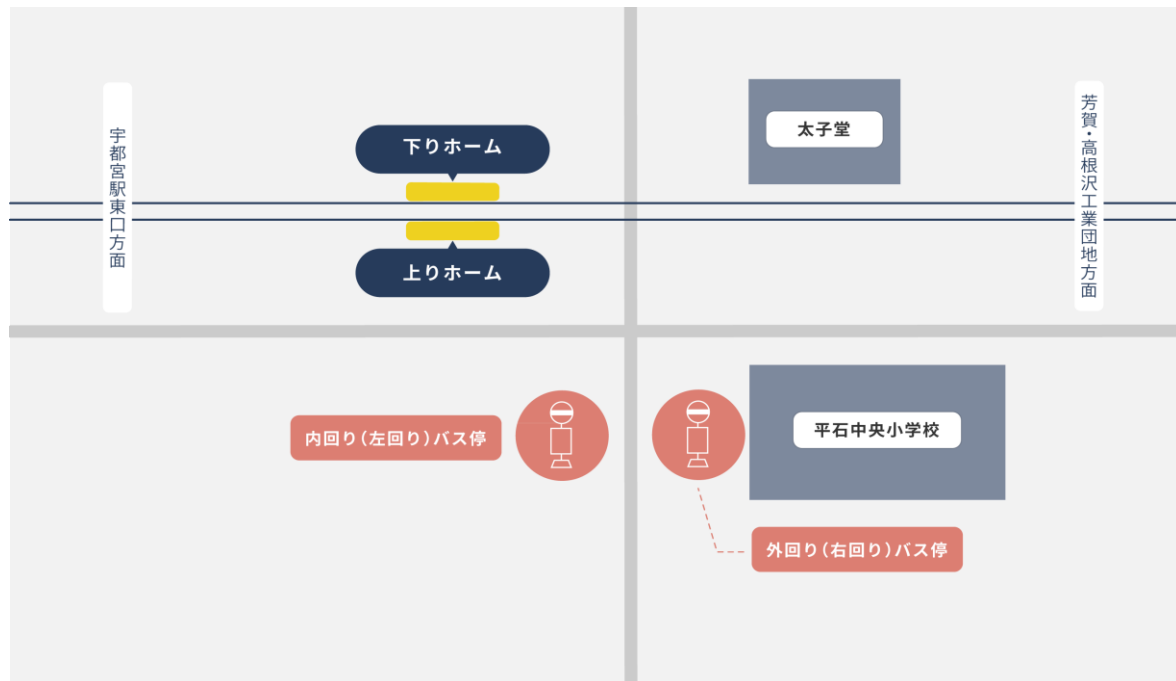 太子堂
下りホーム
宇都宮駅東口方面
芳賀・高根沢工業団地方面
上りホーム
内回り(左回り)バス停
平石中央小学校
外回り(右回り)バス停